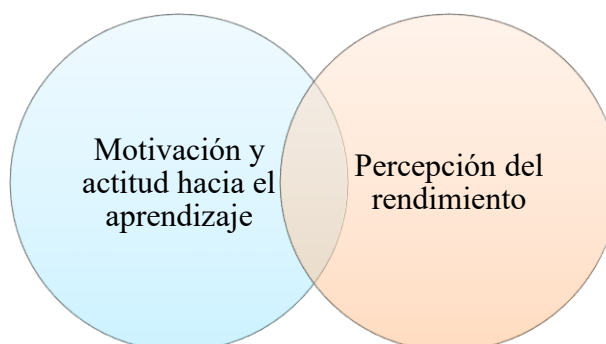 Motivación y
actitud hacia el
aprendizaje
Percepción del
rendimiento